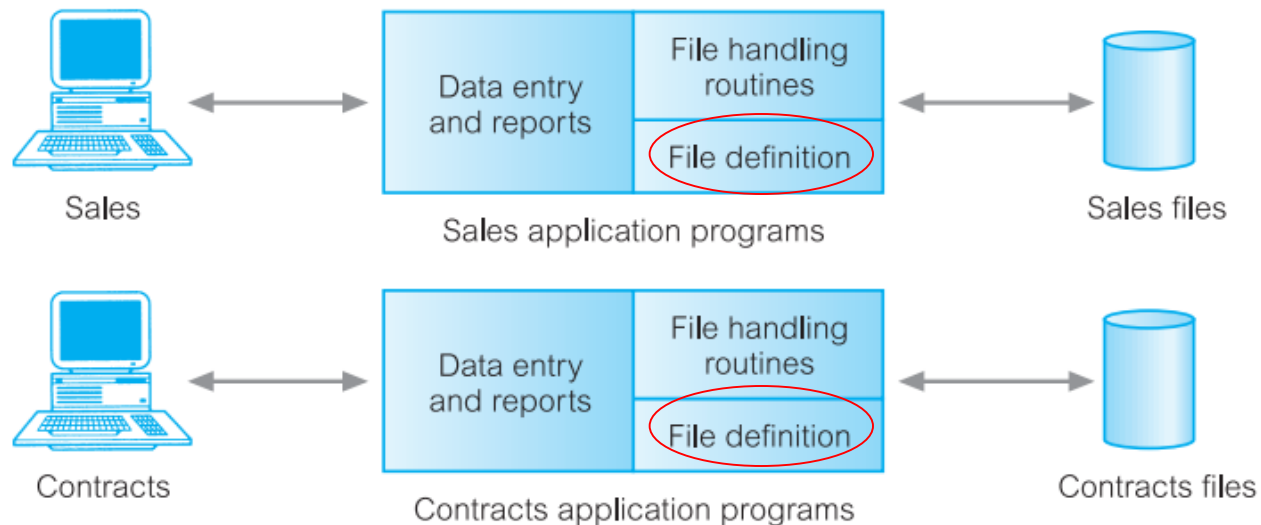 Data entry
and reports
File handling
routines
File definition
Sales
Sales application programs
Sales files
Data entry
and reports
File handling
routines
File definition
Contracts
Contracts application programs
Contracts files